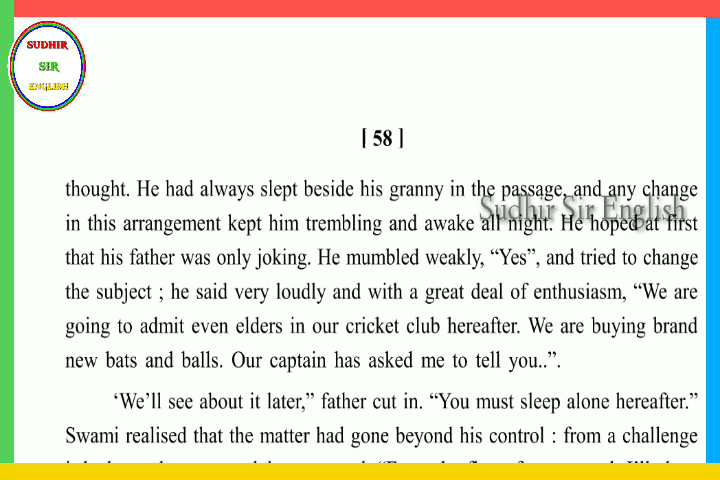 SUDHIR
SIR
ENGLISH
[ 58 ]
thought. He had always slept beside his granny in the passage, and any change
Sudhir Sir English
in this arrangement kept him trembling and awake all night. He hoped at first
that his father was only joking. He mumbled weakly, “Yes”, and tried to change
the subject ; he said very loudly and with a great deal of enthusiasm, “We are
going to admit even elders in our cricket club hereafter. We are buying brand
new bats and balls. Our captain has asked me to tell you..”.
‘We’ll see about it later,” father cut in. “You must sleep alone hereafter.”
Swami realised that the matter had gone beyond his control : from a challenge